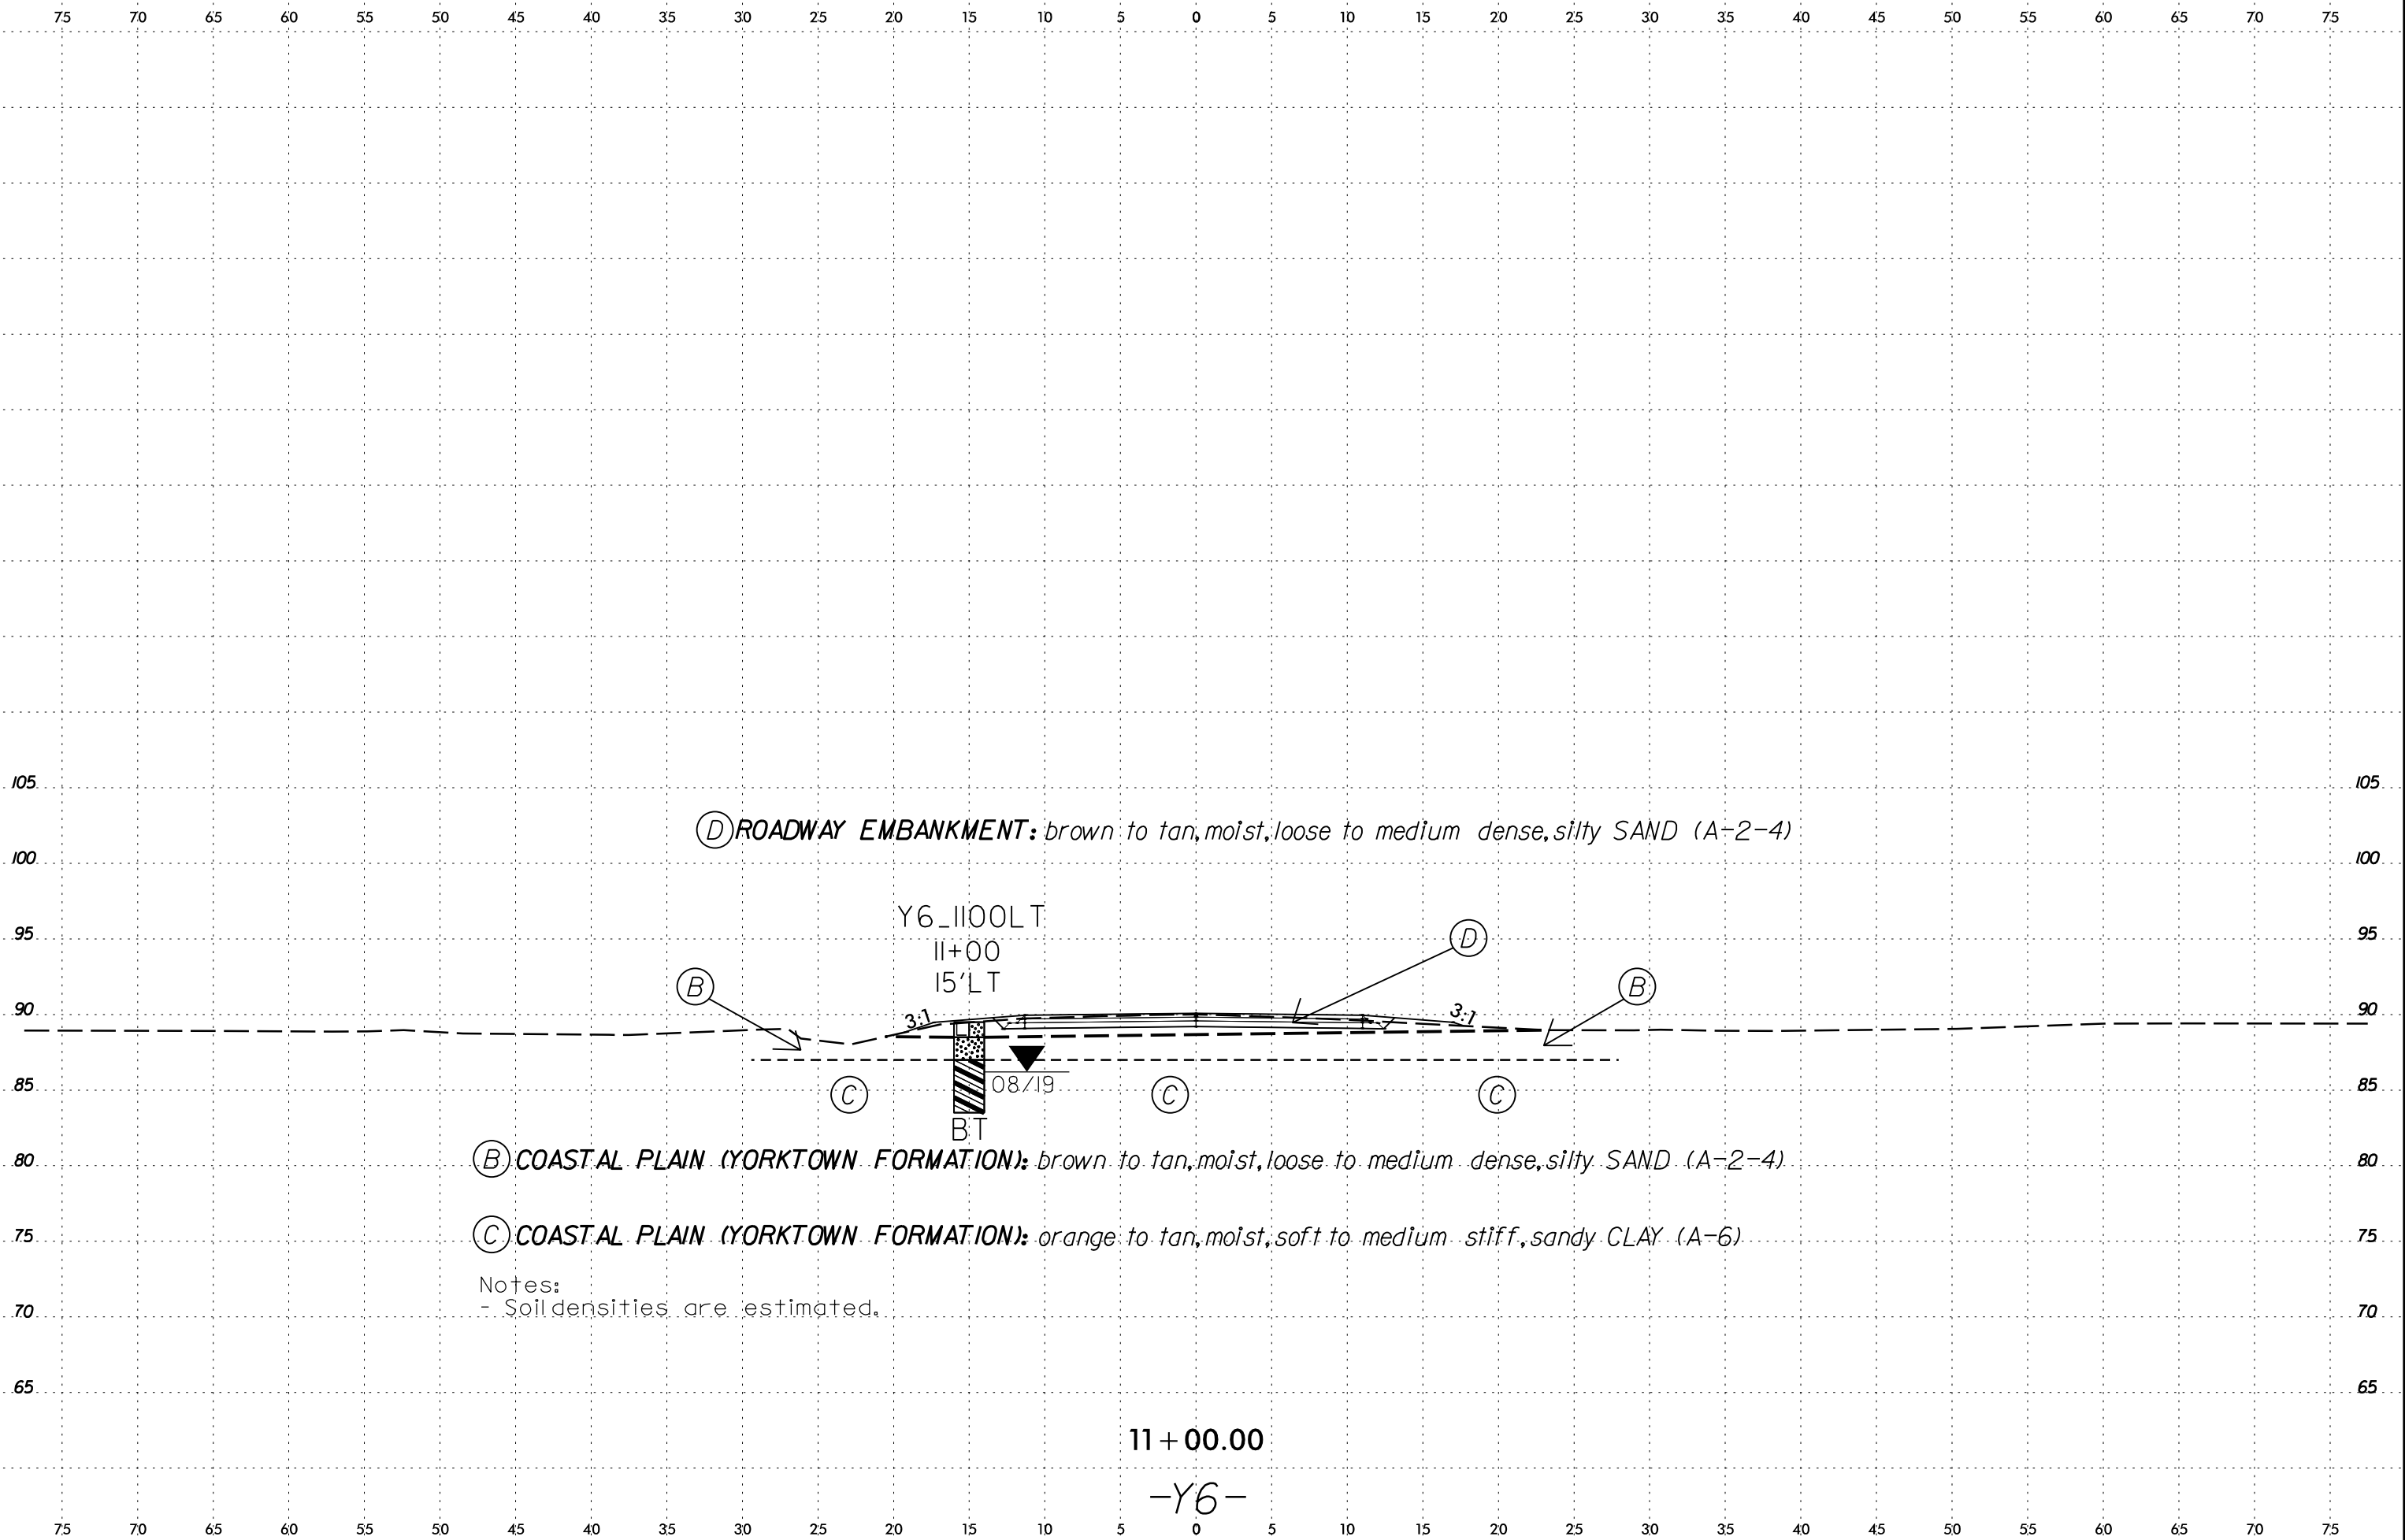 75 70 65 60 55 50 45 40 35 30 25 20 15 10 5 0 5 10 15 20 25 30 35 40 45 50 55 60 65 70 75
105 105
D ROADWAY EMBANKMENT: brown to tan, moist, loose to medium dense, silty SAND (A-2-4)
100 100
Y6_1100LT
95 D 95
11+00
15'LT
B B
90 3:1 3:1 90
85 08/19 85
C C C
BT
80 B COASTAL PLAIN (YORKTOWN FORMATION): brown to tan, moist, loose to medium dense, silty SAND (A-2-4) 80
75 C COASTAL PLAIN (YORKTOWN FORMATION): orange to tan, moist, soft to medium stiff, sandy CLAY (A-6) 75
Notes:
70 - Soil densities are estimated. 70
65 65
11+00.00
-Y6-
75 70 65 60 55 50 45 40 35 30 25 20 15 10 5 0 5 10 15 20 25 30 35 40 45 50 55 60 65 70 75